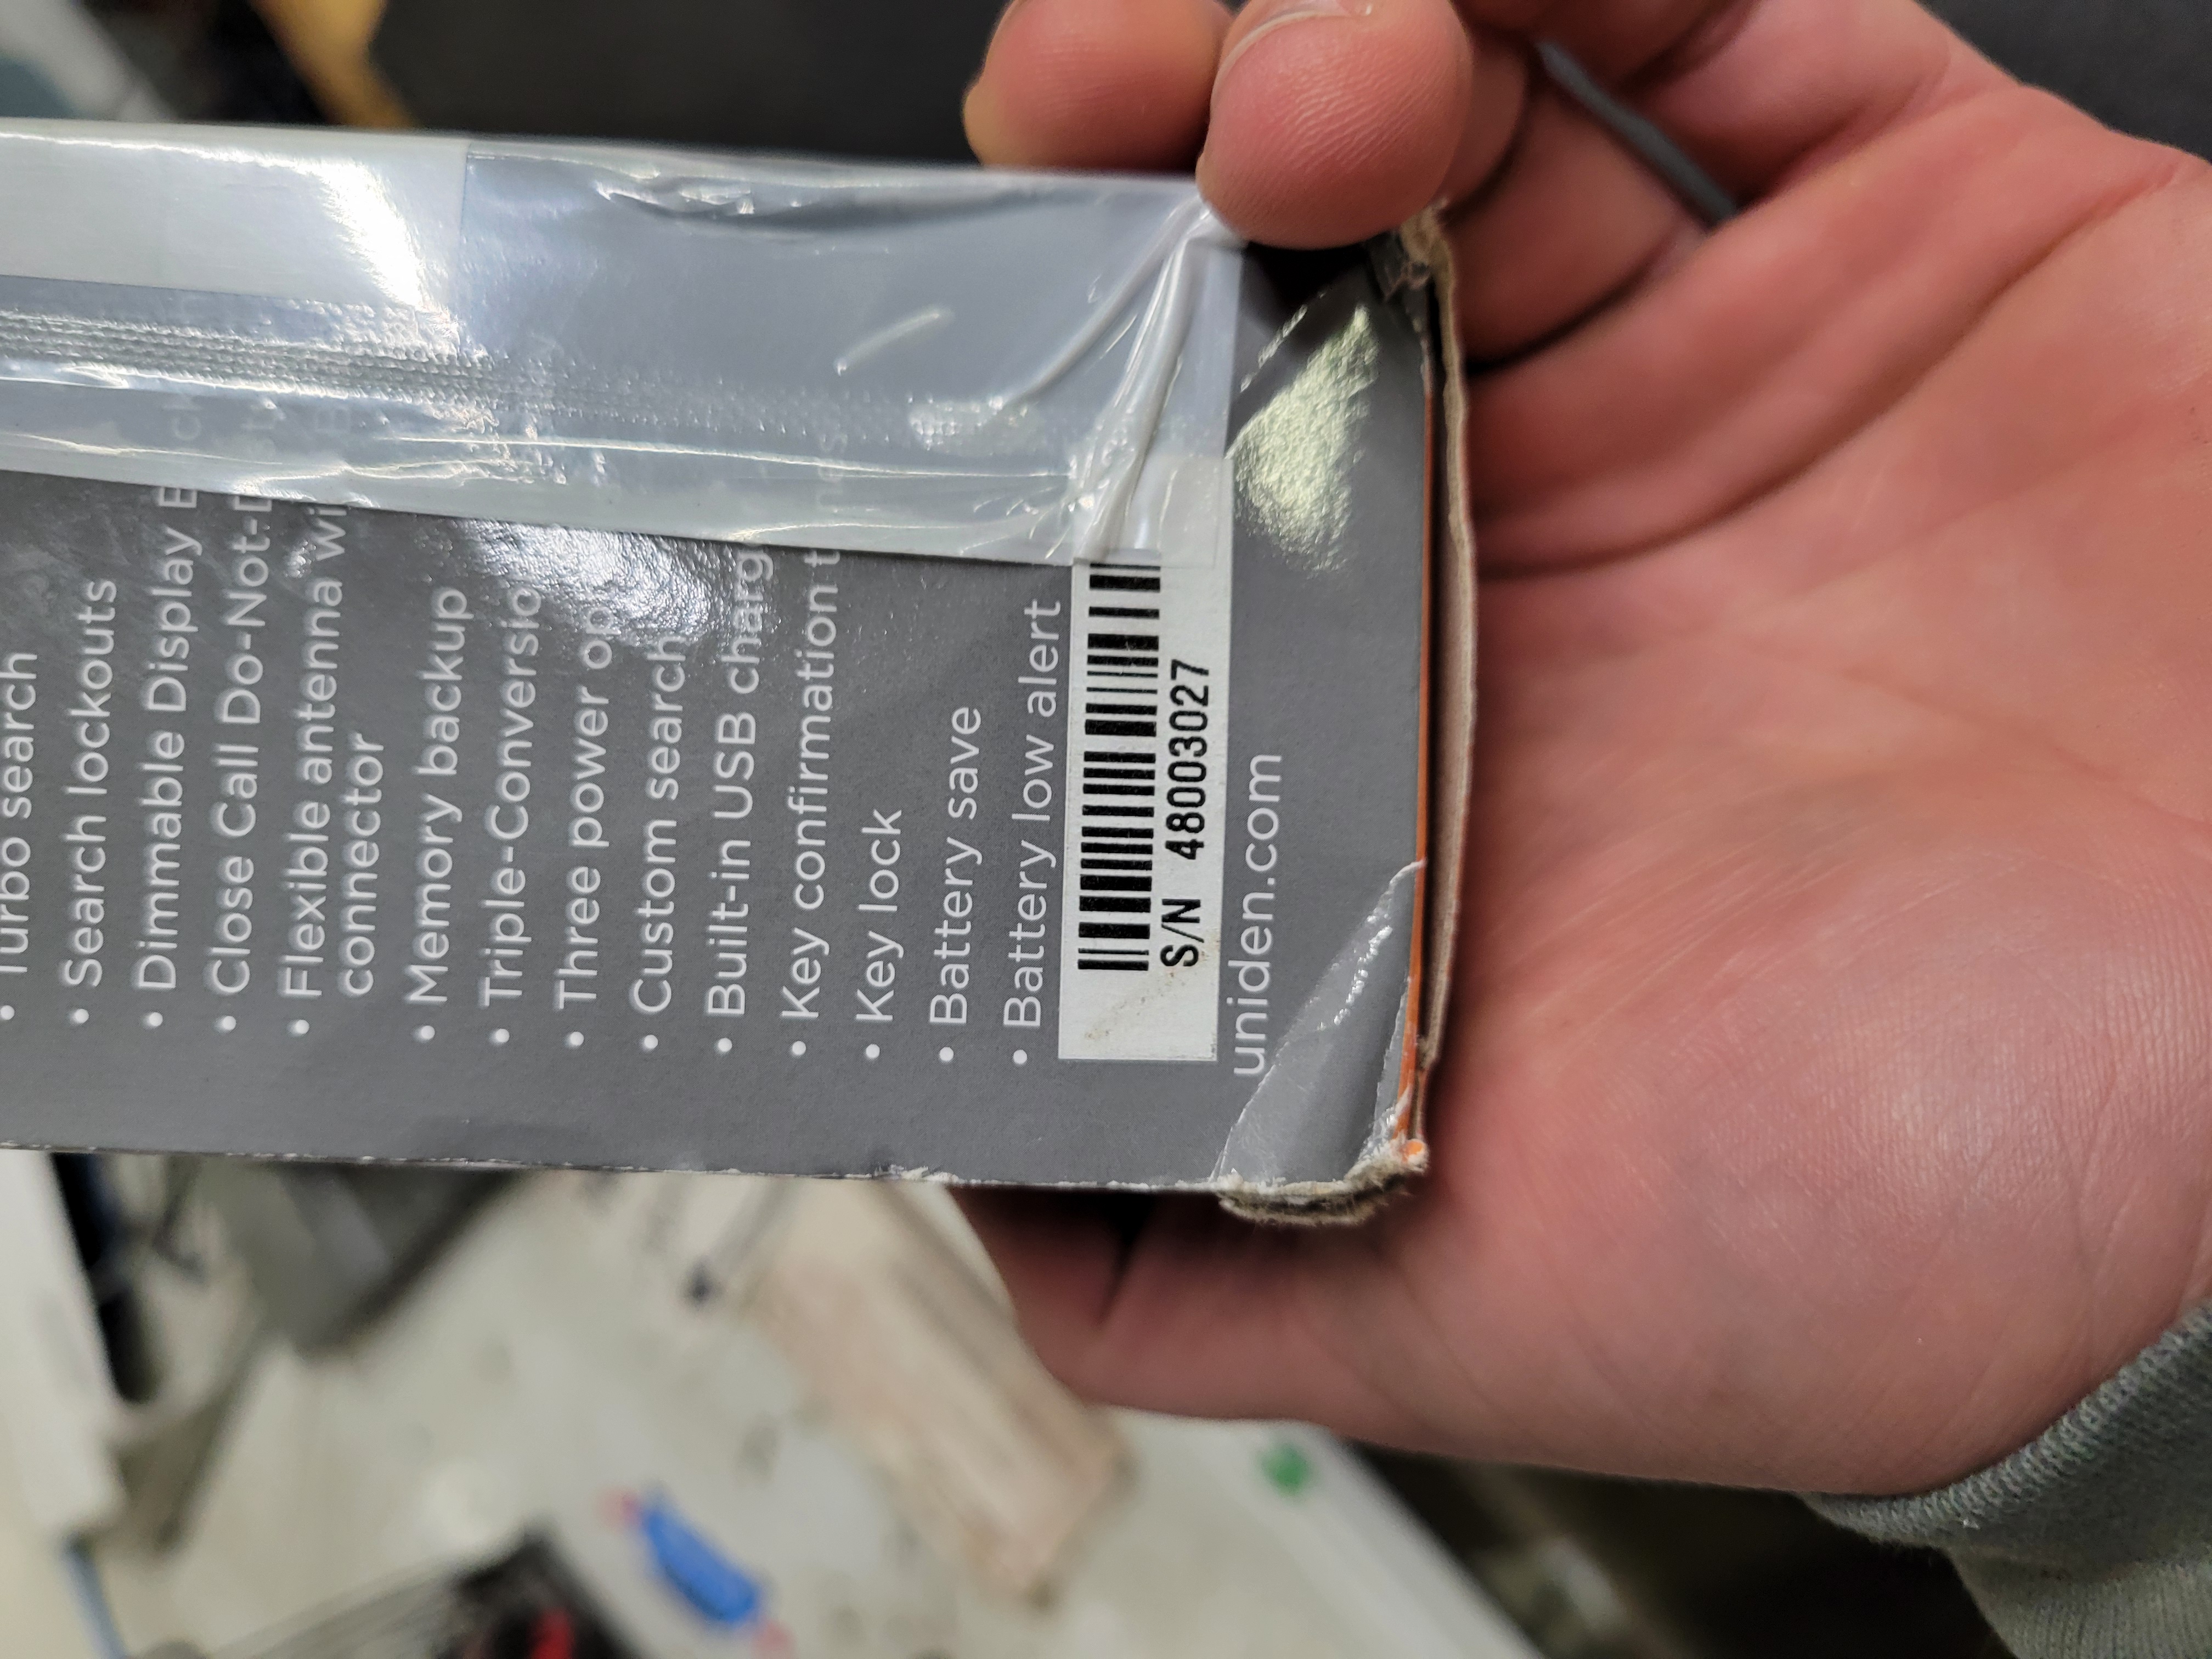 • Turbo search
• Search lockouts
• Dimmable Display
• Close Call Do-Not-
• Flexible antenna
connector
• Memory backup
• Triple-Conversio
• Three power op
• Custom search
• Built-in USB charg
• Key confirmation t
• Key lock
• Battery save
• Battery low alert
S/N 48003027
uniden.com